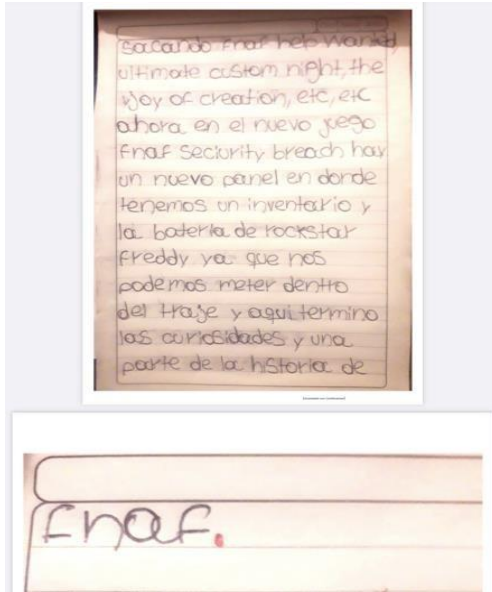 sacando fnaf help wanted,
ultimate custom night, the
joy of creation, etc, etc
ahora en el nuevo juego
fnaf seciurity breach hay
un nuevo panel en donde
tenemos un inventario y
la bateria de rockstar
freddy ya que nos
podemos meter dentro
del traje y aqui termino
las curiosidades y una
parte de la historia de
fnaf.